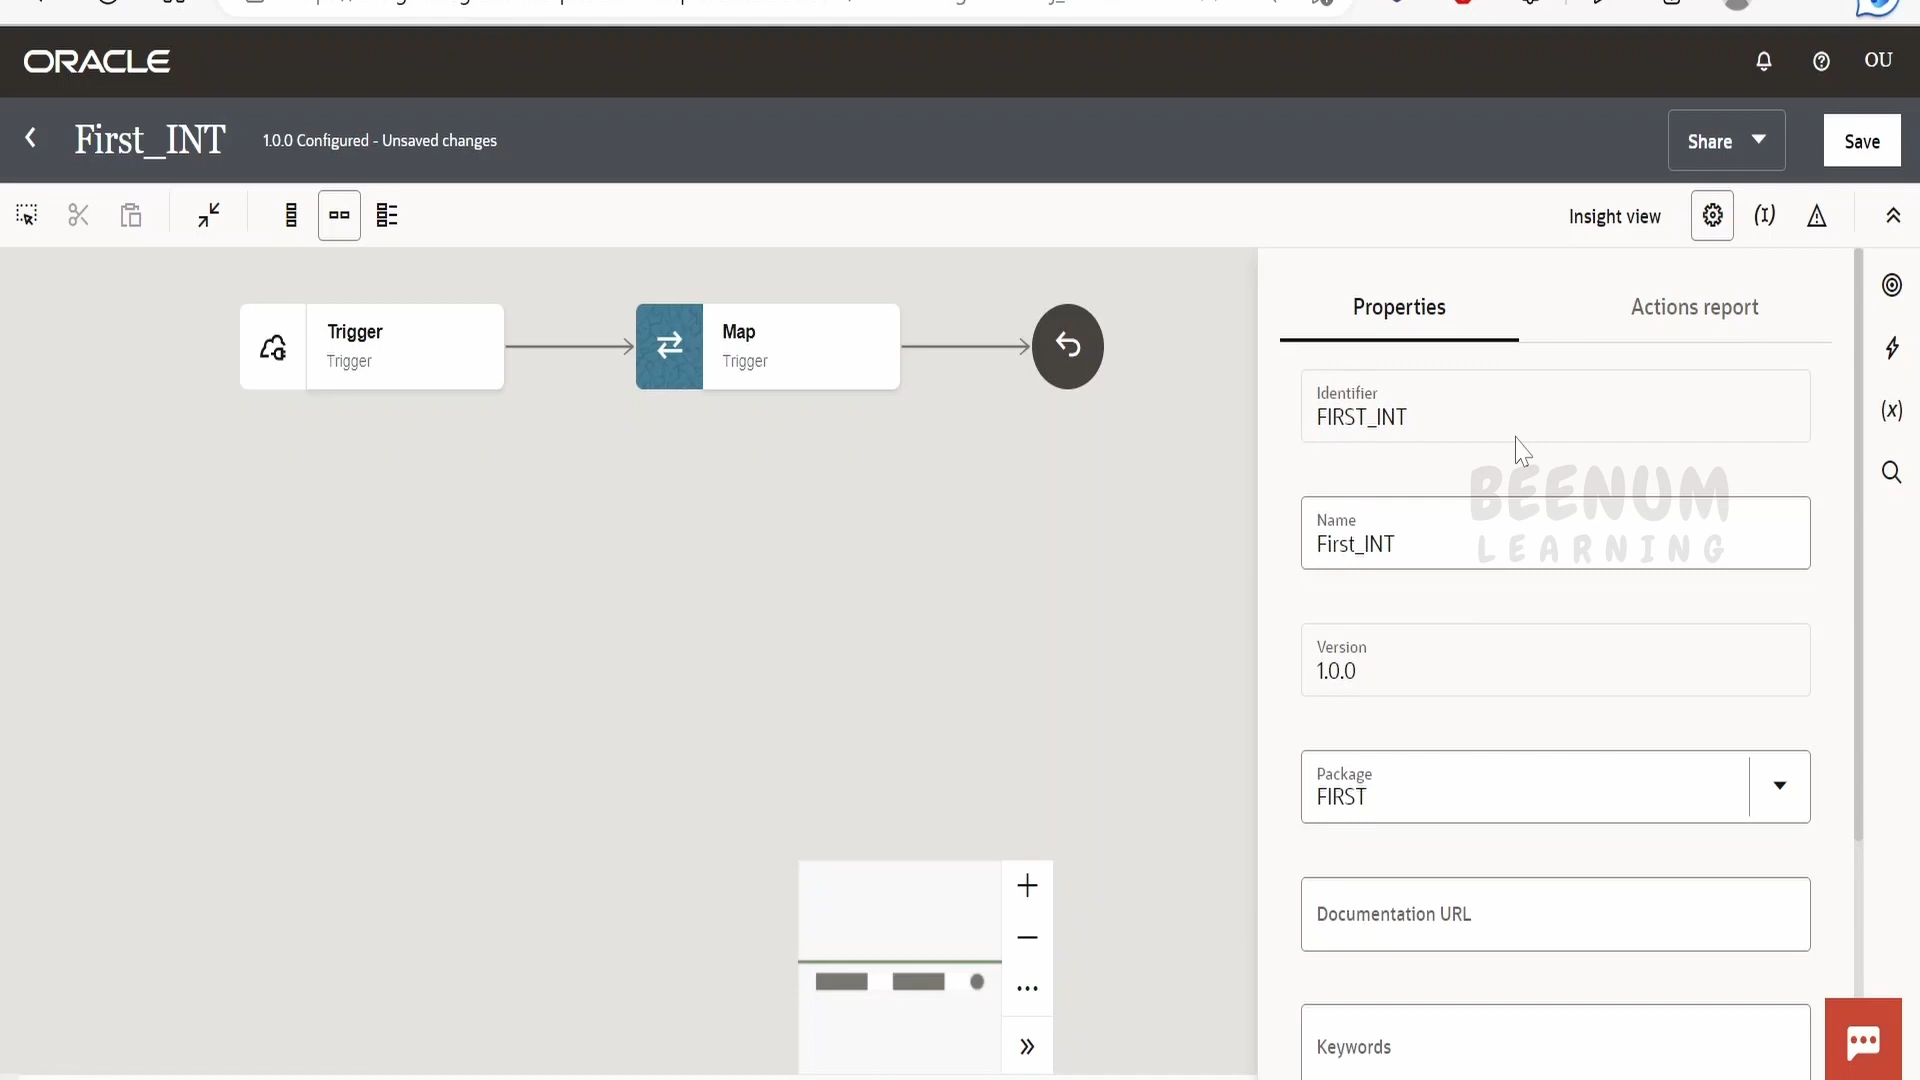 ORACLE
OU
First_INT
1.0.0 Configured - Unsaved changes
Share
Save
Insight view
Trigger
Trigger
Map
Trigger
Properties
Actions report
Identifier
FIRST_INT
BEENUM
LEARNING
Name
First_INT
Version
1.0.0
Package
FIRST
Documentation URL
Keywords
(x)